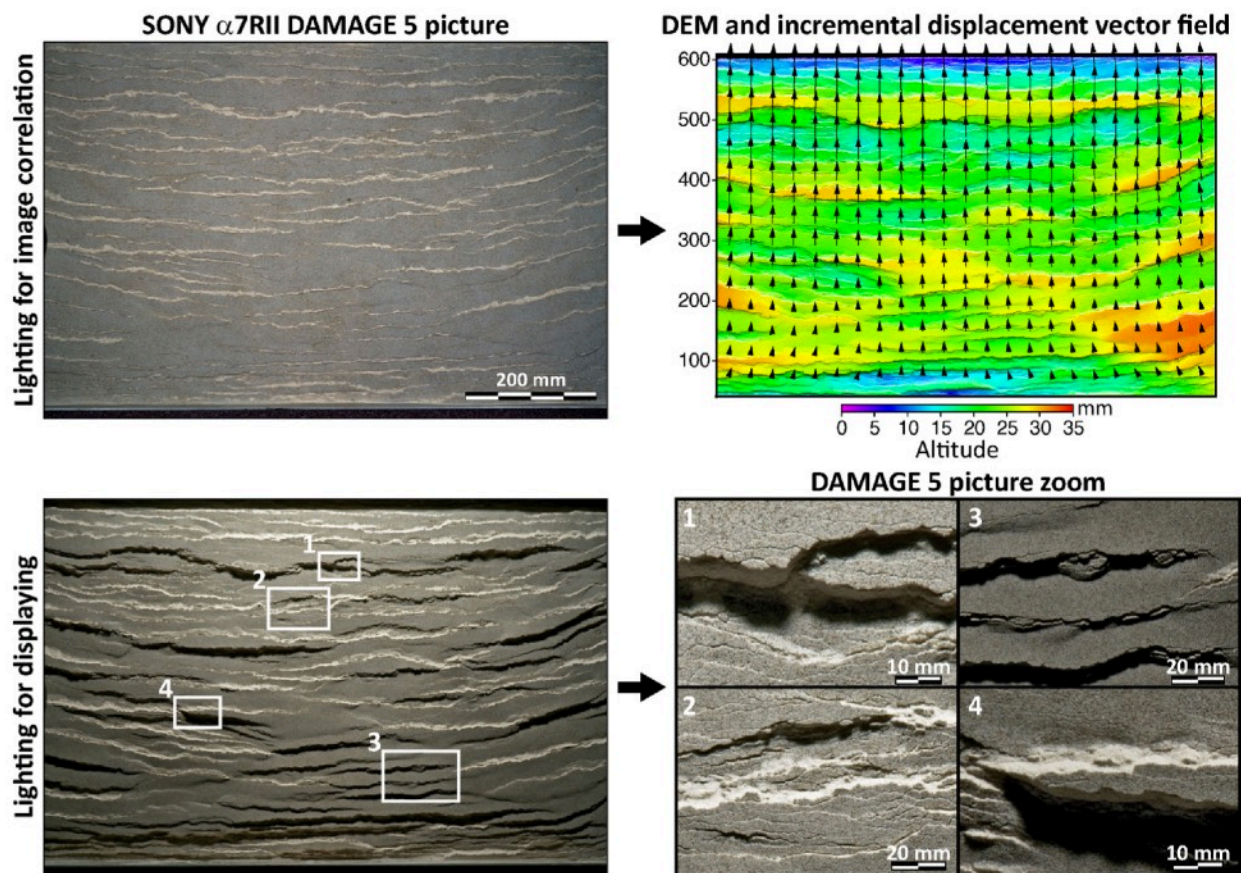 SONY α7RII DAMAGE 5 picture
DEM and incremental displacement vector field
Lighting for image correlation
200 mm
600
500
400
300
200
100
mm
0 5 10 15 20 25 30 35
Altitude
Lighting for displaying
1
2
4
3
DAMAGE 5 picture zoom
1
10 mm
3
20 mm
2
20 mm
4
10 mm